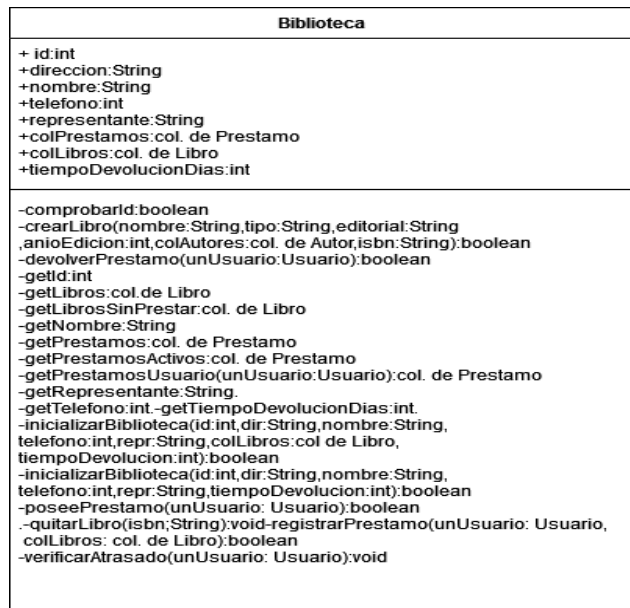 Biblioteca
+ id:int
+direccion:String
+nombre:String
+telefono:int
+representante:String
+colPrestamos:col. de Prestamo
+colLibros:col. de Libro
+tiempoDevolucionDias:int
-comprobarId:boolean
-crearLibro(nombre:String,tipo:String,editorial:String
,anioEdicion:int,colAutores:col. de Autor,isbn:String):boolean
-devolverPrestamo(unUsuario:Usuario):boolean
-getId:int
-getLibros:col.de Libro
-getLibrosSinPrestar:col. de Libro
-getNombre:String
-getPrestamos:col. de Prestamo
-getPrestamosActivos:col. de Prestamo
-getPrestamosUsuario(unUsuario:Usuario):col. de Prestamo
-getRepresentante:String.
-getTelefono:int.-getTiempoDevolucionDias:int.
-inicializarBiblioteca(id:int,dir:String,nombre:String,
telefono:int,repr:String,colLibros:col de Libro,
tiempoDevolucion:int):boolean
-inicializarBiblioteca(id:int,dir:String,nombre:String,
telefono:int,repr:String,tiempoDevolucion:int):boolean
-poseePrestamo(unUsuario: Usuario):boolean
.-quitarLibro(isbn;String):void-registrarPrestamo(unUsuario: Usuario,
colLibros: col. de Libro):boolean
-verificarAtrasado(unUsuario: Usuario):void